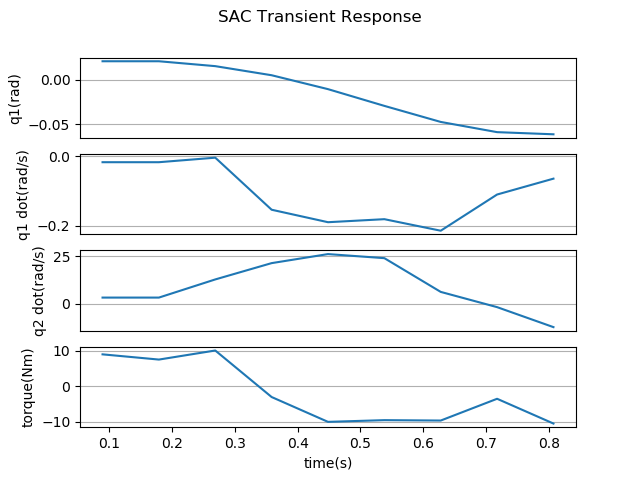 SAC Transient Response
q1(rad)
0.00
−0.05
q1 dot(rad/s)
0.0
−0.2
q2 dot(rad/s)
25
0
torque(Nm)
10
0
−10
0.1 0.2 0.3 0.4 0.5 0.6 0.7 0.8
time(s)